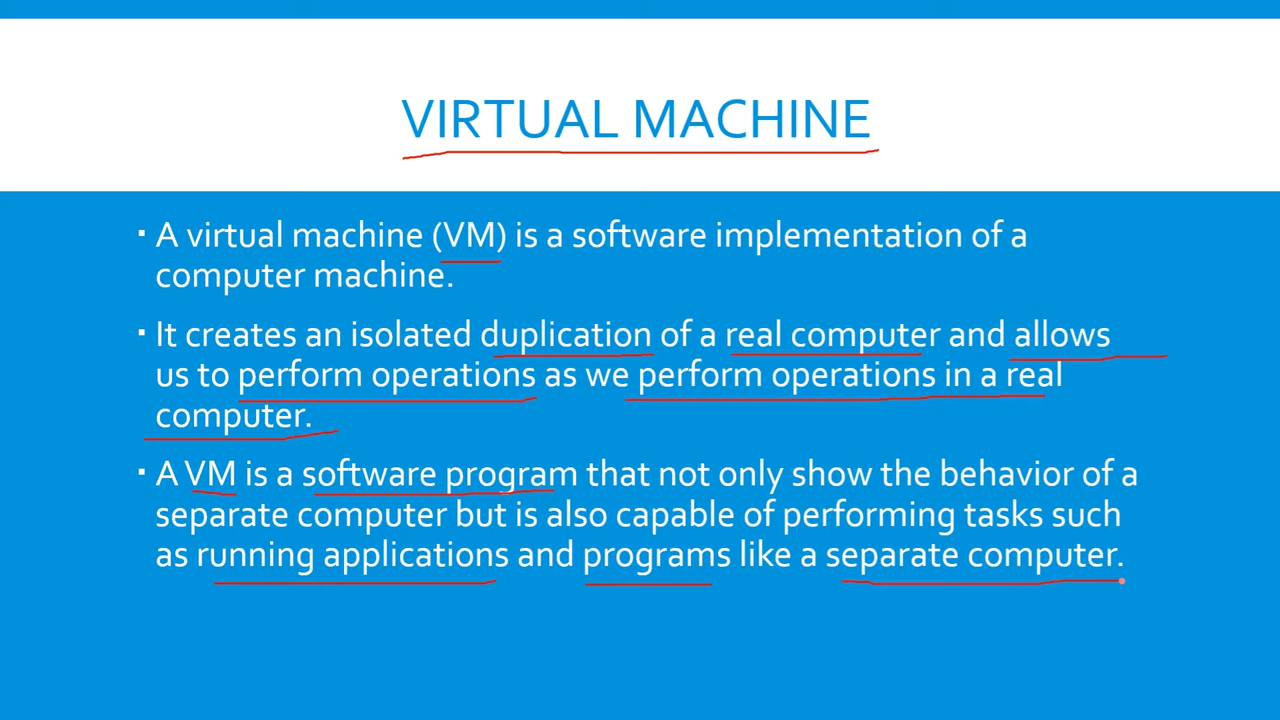 VIRTUAL MACHINE
▪ A virtual machine (VM) is a software implementation of a
computer machine.
▪ It creates an isolated duplication of a real computer and allows
us to perform operations as we perform operations in a real
computer.
▪ A VM is a software program that not only show the behavior of a
separate computer but is also capable of performing tasks such
as running applications and programs like a separate computer.